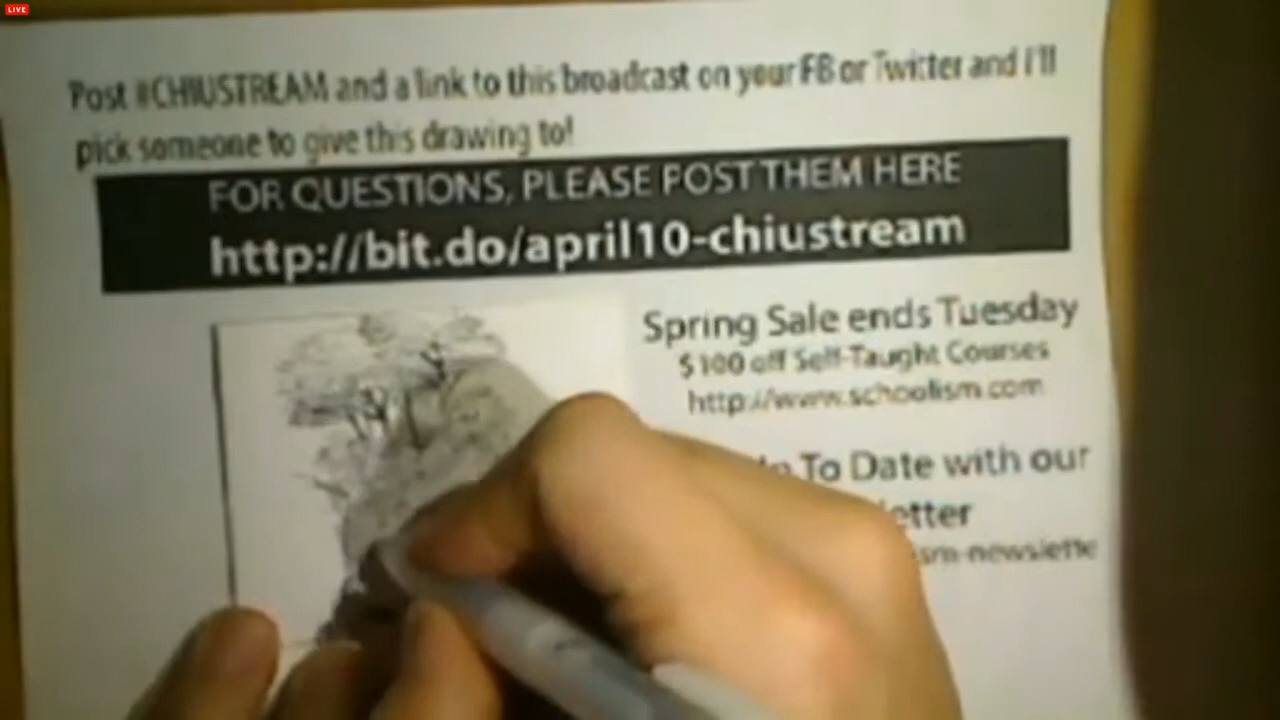 LIVE
Post #CHIUSTREAM and a link to this broadcast on your FB or Twitter and I'll
pick someone to give this drawing to!
FOR QUESTIONS, PLEASE POST THEM HERE
http://bit.do/april10-chiustream
Spring Sale ends Tuesday
$100 off Self-Taught Courses
http://www.schoolism.com
To Date with our